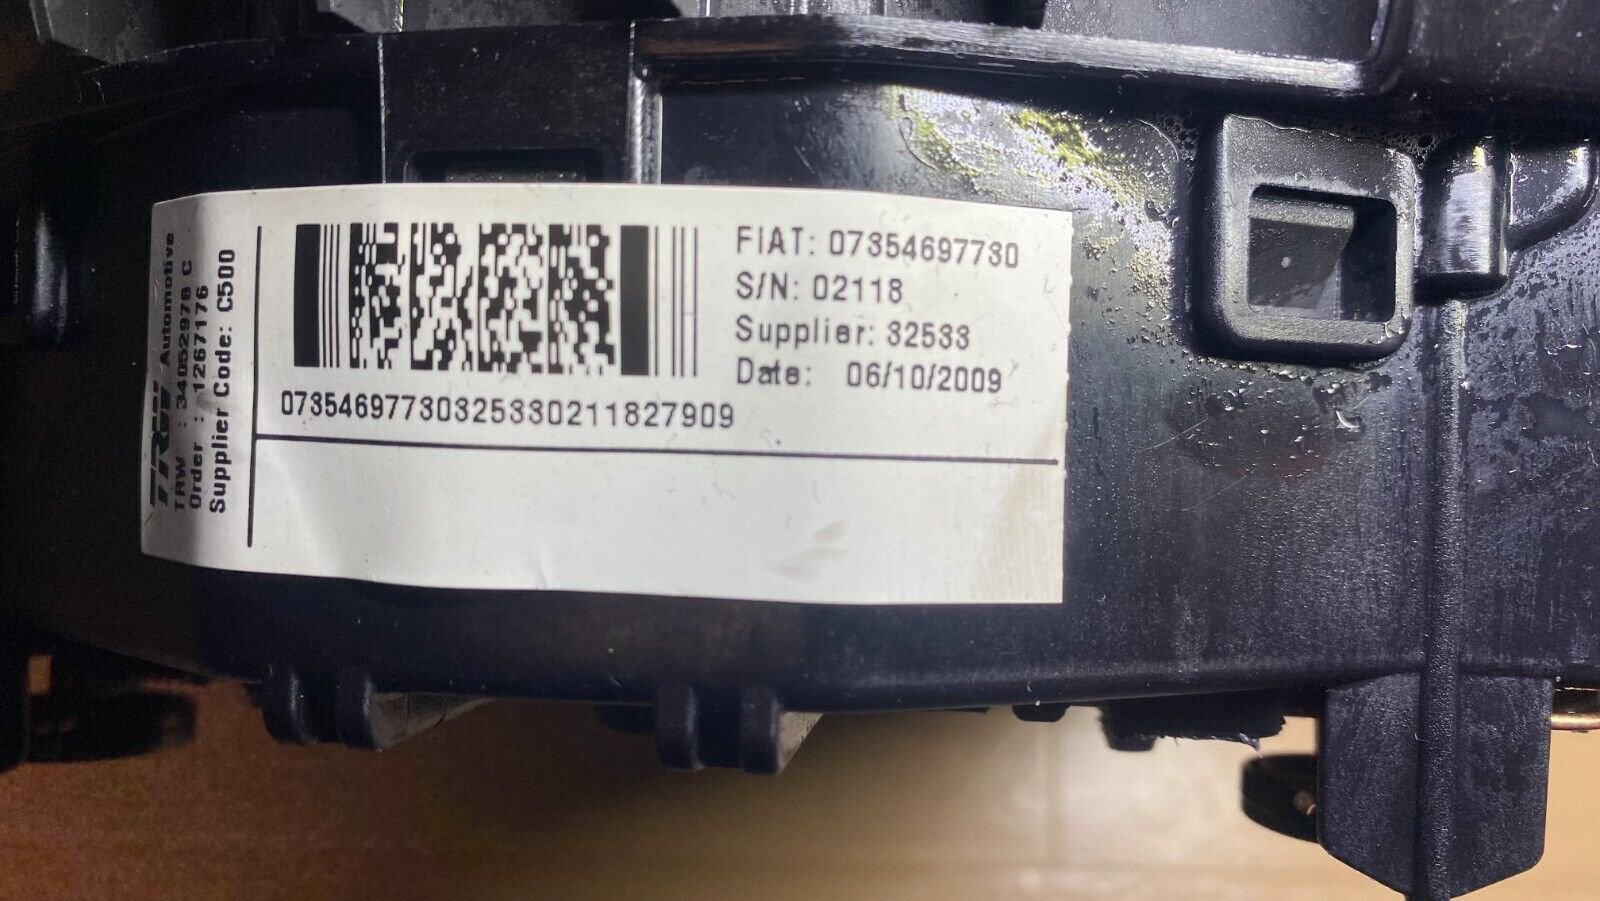 TRW Automotive
TRW : 34052978 C
Order : 1267176
Supplier Code: C500
FIAT: 07354697730
S/N: 02118
Supplier: 32533
Date: 06/10/2009
07354697730325330211827909